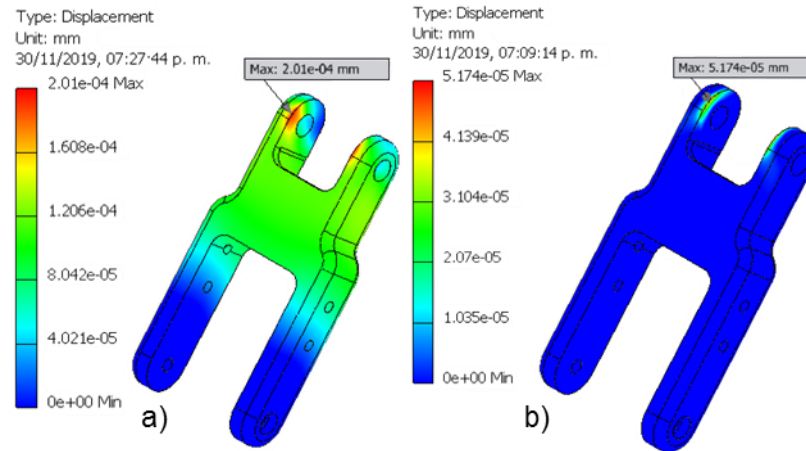 Type: Displacement
Unit: mm
30/11/2019, 07:27:44 p. m.
2.01e-04 Max
Max: 2.01e-04 mm
1.608e-04
1.206e-04
8.042e-05
4.021e-05
0e+00 Min
a)
Type: Displacement
Unit: mm
30/11/2019, 07:09:14 p. m.
5.174e-05 Max
Max: 5.174e-05 mm
4.139e-05
3.104e-05
2.07e-05
1.035e-05
0e+00 Min
b)